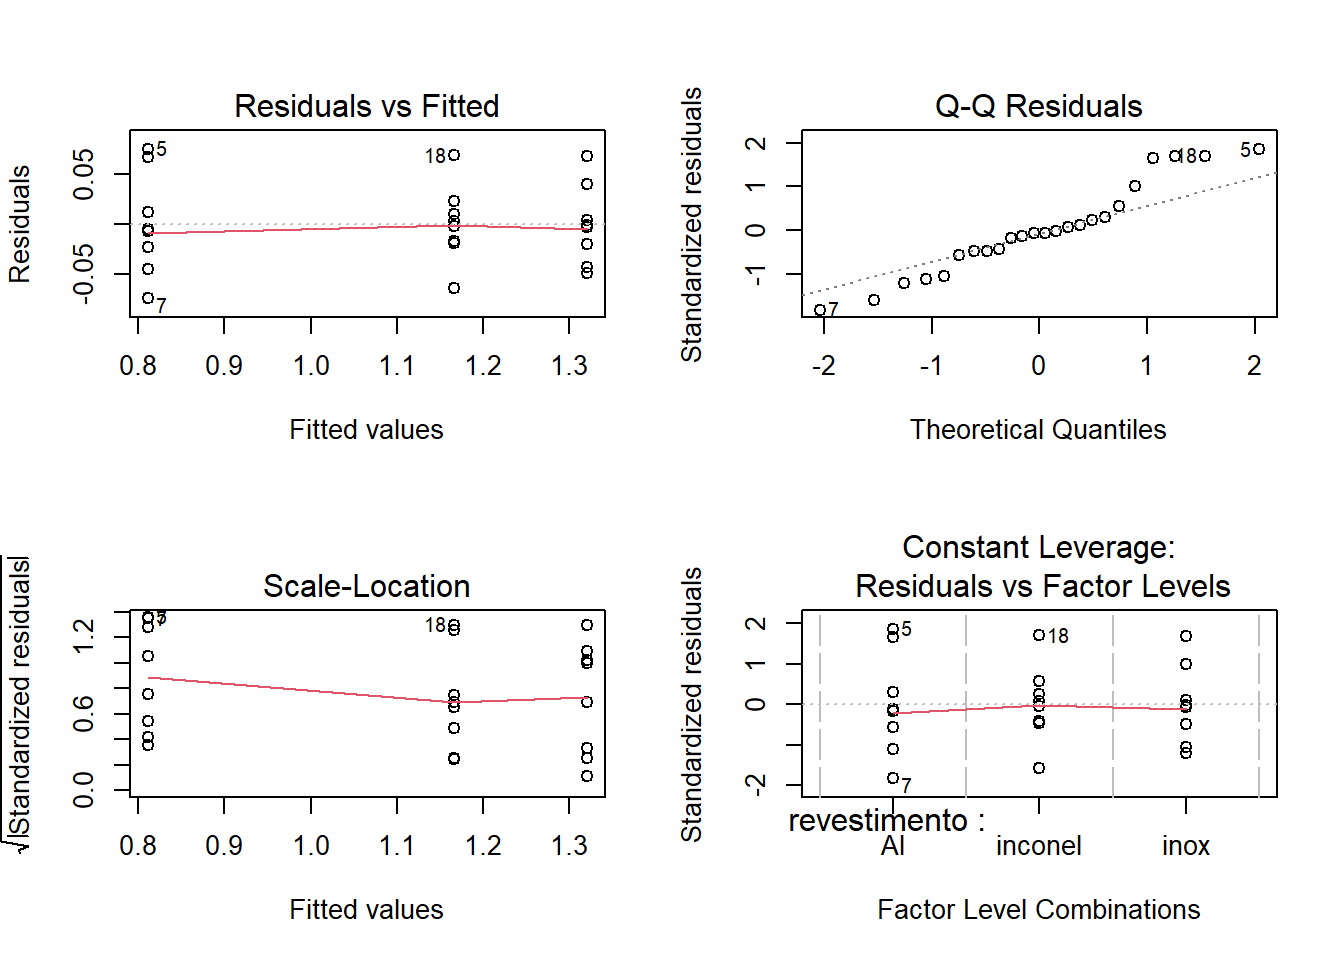 Residuals vs Fitted
Residuals
0.05
-0.05
5
18
7
0.8 0.9 1.0 1.1 1.2 1.3
Fitted values
Q-Q Residuals
Standardized residuals
2
1
0
-1
18
5
7
-2 -1 0 1 2
Theoretical Quantiles
Scale-Location
√|Standardized residuals|
1.2
0.6
0.0
5
7
18
0.8 0.9 1.0 1.1 1.2 1.3
Fitted values
Constant Leverage:
Residuals vs Factor Levels
Standardized residuals
2
1
0
-2
5
18
7
revestimento :
Al inconel inox
Factor Level Combinations